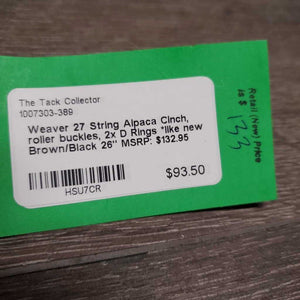 The Tack Collector
1007303-389
Weaver 27 String Alpaca Cinch,
roller buckles, 2x D Rings *like new
Brown/Black 26" MSRP: $132.95
HSU7CR
$93.50
Retail (New) Price
is $
133